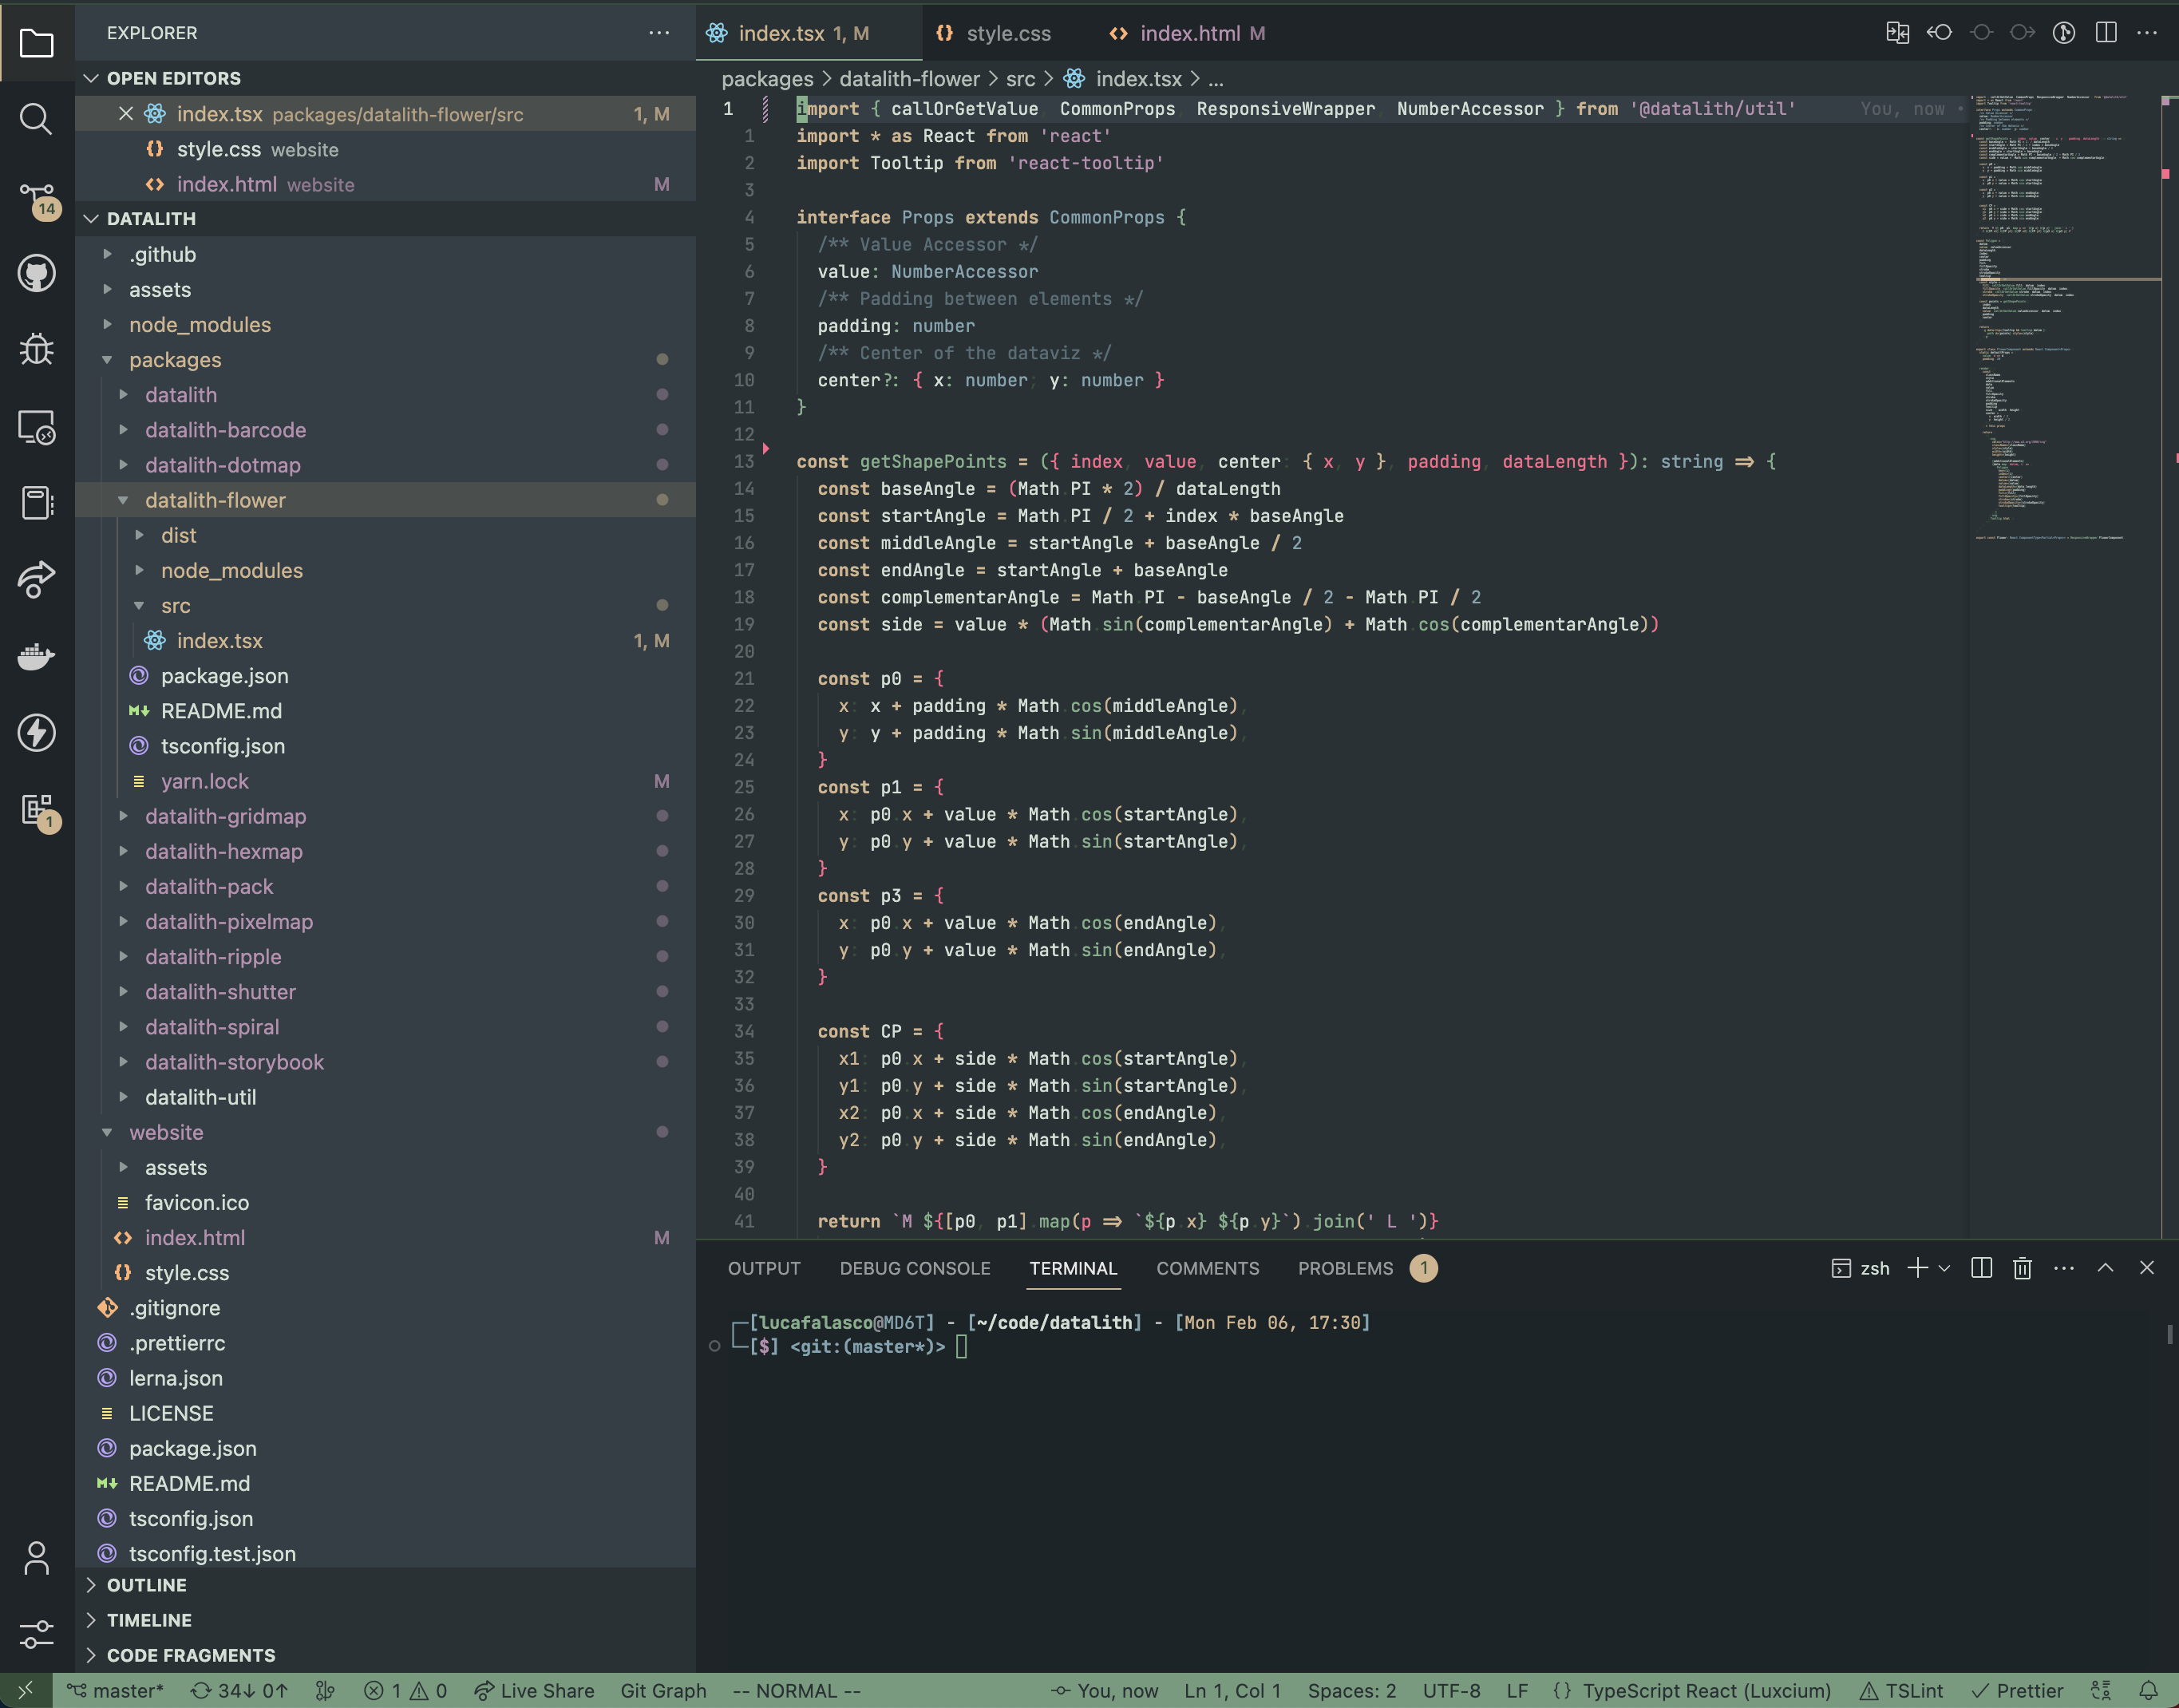 EXPLORER
OPEN EDITORS
index.tsx packages/datalith-flower/src 1, M
style.css website
index.html website M
DATALITH
.github
assets
node_modules
packages
datalith
datalith-barcode
datalith-dotmap
datalith-flower
dist
node_modules
src
index.tsx 1, M
package.json
README.md
tsconfig.json
yarn.lock M
datalith-gridmap
datalith-hexmap
datalith-pack
datalith-pixelmap
datalith-ripple
datalith-shutter
datalith-spiral
datalith-storybook
datalith-util
website
assets
favicon.ico
index.html M
style.css
.gitignore
.prettierrc
lerna.json
LICENSE
package.json
README.md
tsconfig.json
tsconfig.test.json
OUTLINE
TIMELINE
CODE FRAGMENTS
14
1
index.tsx 1, M style.css index.html M
packages > datalith-flower > src > index.tsx > ...
1 import { callOrGetValue, CommonProps, ResponsiveWrapper, NumberAccessor } from '@datalith/util' You, now •
1 import * as React from 'react'
2 import Tooltip from 'react-tooltip'
3
4 interface Props extends CommonProps {
5 /** Value Accessor */
6 value: NumberAccessor
7 /** Padding between elements */
8 padding: number
9 /** Center of the dataviz */
10 center?: { x: number; y: number }
11 }
12
13 const getShapePoints = ({ index, value, center: { x, y }, padding, dataLength }): string => {
14 const baseAngle = (Math.PI * 2) / dataLength
15 const startAngle = Math.PI / 2 + index * baseAngle
16 const middleAngle = startAngle + baseAngle / 2
17 const endAngle = startAngle + baseAngle
18 const complementarAngle = Math.PI - baseAngle / 2 - Math.PI / 2
19 const side = value * (Math.sin(complementarAngle) + Math.cos(complementarAngle))
20
21 const p0 = {
22 x: x + padding * Math.cos(middleAngle),
23 y: y + padding * Math.sin(middleAngle),
24 }
25 const p1 = {
26 x: p0.x + value * Math.cos(startAngle),
27 y: p0.y + value * Math.sin(startAngle),
28 }
29 const p3 = {
30 x: p0.x + value * Math.cos(endAngle),
31 y: p0.y + value * Math.sin(endAngle),
32 }
33
34 const CP = {
35 x1: p0.x + side * Math.cos(startAngle),
36 y1: p0.y + side * Math.sin(startAngle),
37 x2: p0.x + side * Math.cos(endAngle),
38 y2: p0.y + side * Math.sin(endAngle),
39 }
40
41 return `M ${[p0, p1].map(p => `${p.x} ${p.y}`).join(' L ')}
OUTPUT DEBUG CONSOLE TERMINAL COMMENTS PROBLEMS 1 zsh
[lucafalasco@MD6T] - [~/code/datalith] - [Mon Feb 06, 17:30]
[$] <git:(master*)>
master* 34↓ 0↑ 1 0 Live Share Git Graph -- NORMAL -- You, now Ln 1, Col 1 Spaces: 2 UTF-8 LF {} TypeScript React (Luxcium) TSLint Prettier